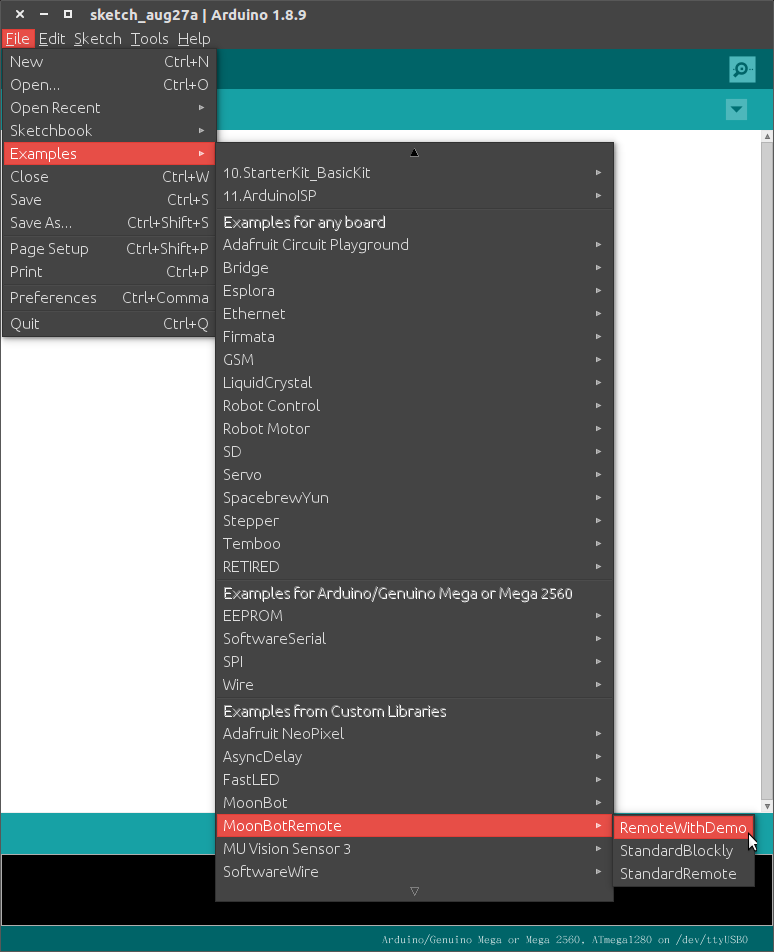 sketch_aug27a | Arduino 1.8.9
File Edit Sketch Tools Help
New Ctrl+N
Open... Ctrl+O
Open Recent
Sketchbook
Examples
Close Ctrl+W
Save Ctrl+S
Save As... Ctrl+Shift+S
Page Setup Ctrl+Shift+P
Print Ctrl+P
Preferences Ctrl+Comma
Quit Ctrl+Q
10.StarterKit_BasicKit
11.ArduinoISP
Examples for any board
Adafruit Circuit Playground
Bridge
Esplora
Ethernet
Firmata
GSM
LiquidCrystal
Robot Control
Robot Motor
SD
Servo
SpacebrewYun
Stepper
Temboo
RETIRED
Examples for Arduino/Genuino Mega or Mega 2560
EEPROM
SoftwareSerial
SPI
Wire
Examples from Custom Libraries
Adafruit NeoPixel
AsyncDelay
FastLED
MoonBot
MoonBotRemote
MU Vision Sensor 3
SoftwareWire
RemoteWithDemo
StandardBlockly
StandardRemote
Arduino/Genuino Mega or Mega 2560, ATmega1280 on /dev/ttyUSB0